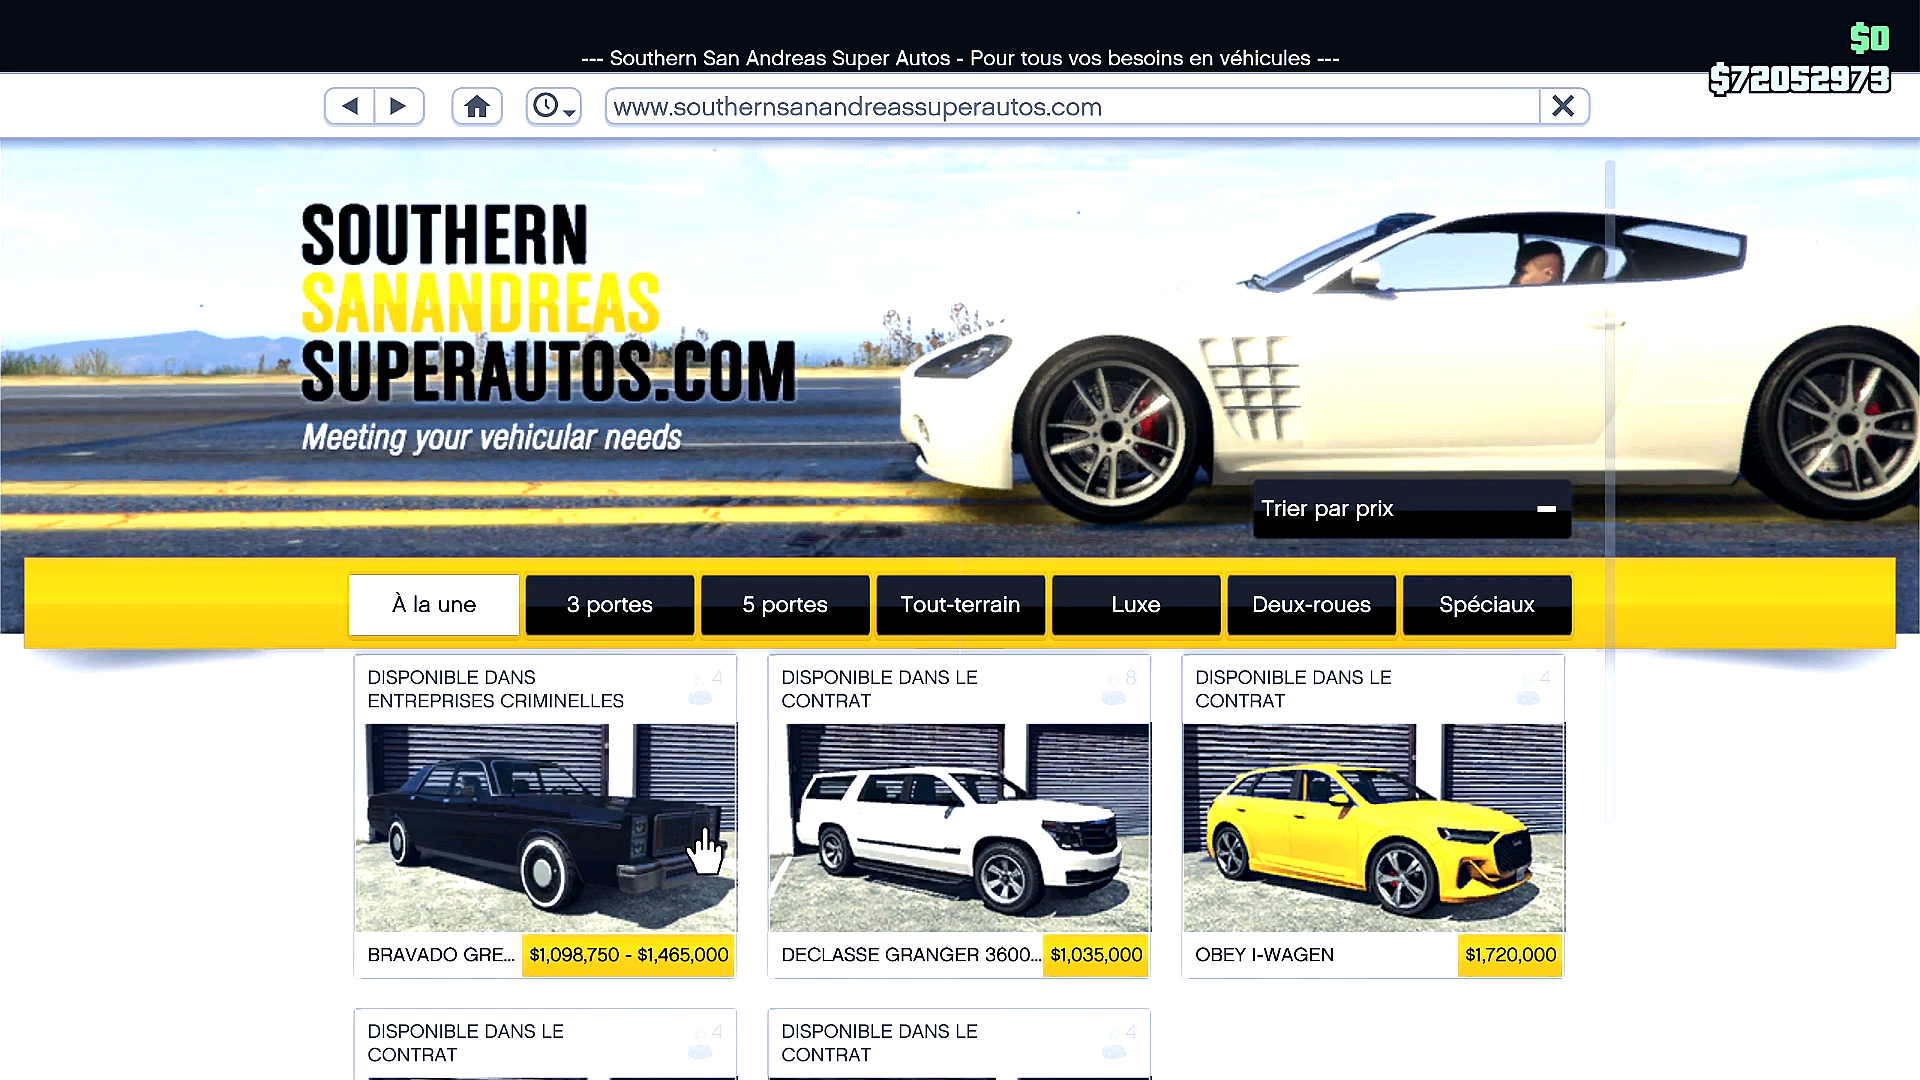 $0
--- Southern San Andreas Super Autos - Pour tous vos besoins en véhicules ---
$72052973
www.southernsanandreassuperautos.com
SOUTHERN
SANANDREAS
SUPERAUTOS.COM
Meeting your vehicular needs
Trier par prix
À la une
3 portes
5 portes
Tout-terrain
Luxe
Deux-roues
Spéciaux
DISPONIBLE DANS
ENTREPRISES CRIMINELLES
4
DISPONIBLE DANS LE
CONTRAT
8
DISPONIBLE DANS LE
CONTRAT
4
BRAVADO GRE... $1,098,750 - $1,465,000
DECLASSE GRANGER 3600... $1,035,000
OBEY I-WAGEN $1,720,000
DISPONIBLE DANS LE
CONTRAT
4
DISPONIBLE DANS LE
CONTRAT
4